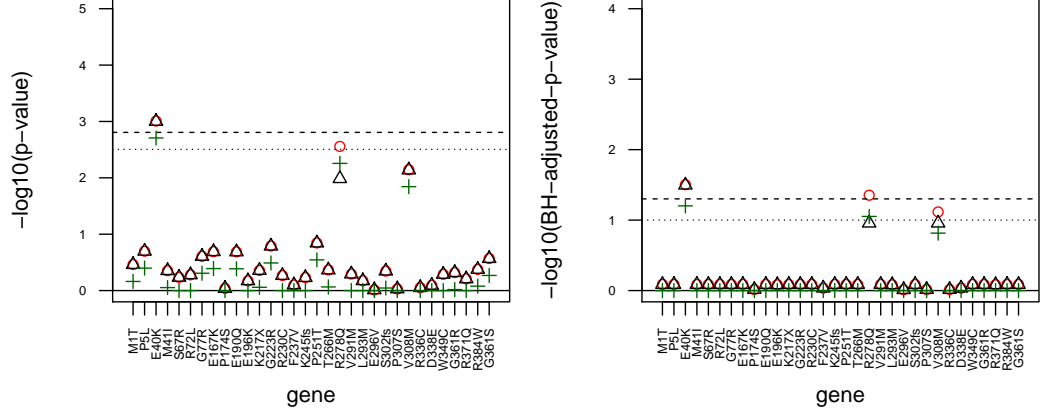 −log10(p−value)
5
4
3
2
1
0
M1T
P5L
E40K
M41I
S67R
R72L
G77R
E167K
P174S
E190Q
E196K
K217X
G223R
R230C
F237V
K245fs
P251T
T266M
R278Q
V291M
L293M
E296V
S302fs
P307S
V308M
R336C
D338E
W349C
G361R
R371Q
R384W
G361S
gene
−log10(BH−adjusted−p−value)
4
3
2
1
0
M1T
P5L
E40K
M41I
S67R
R72L
G77R
E167K
P174S
E190Q
E196K
K217X
G223R
R230C
F237V
K245fs
P251T
T266M
R278Q
V291M
L293M
E296V
S302fs
P307S
V308M
R336C
D338E
W349C
G361R
R371Q
R384W
G361S
gene